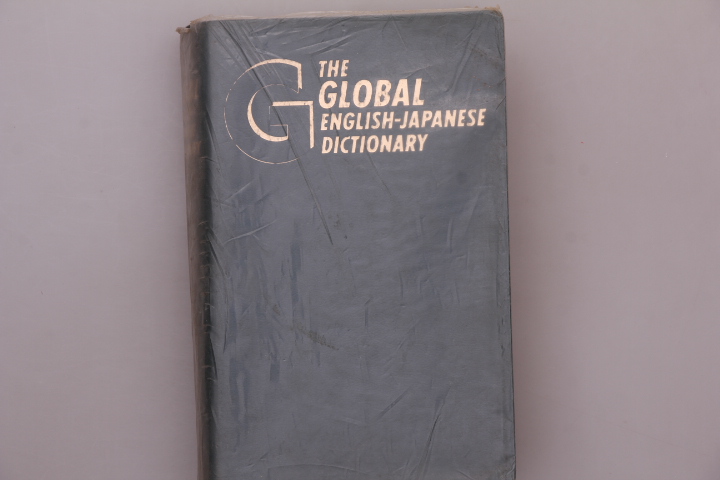 G
THE
GLOBAL
ENGLISH-JAPANESE
DICTIONARY